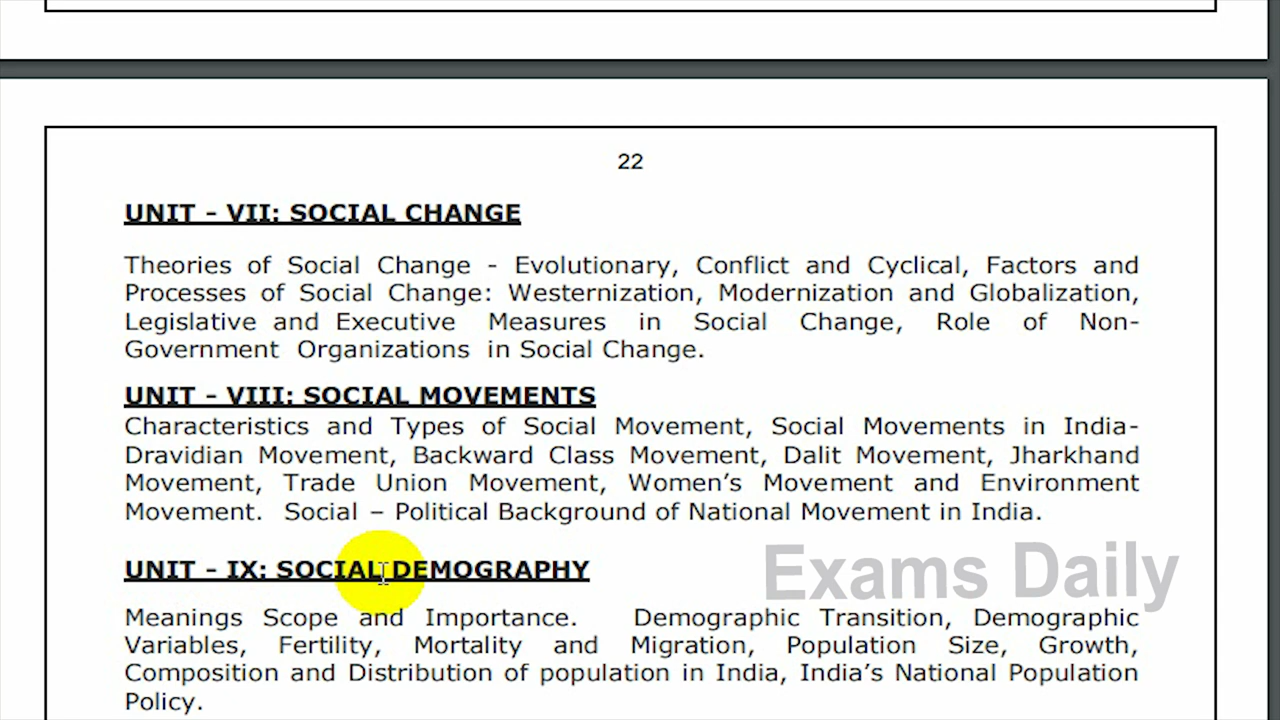 22
UNIT – VII: SOCIAL CHANGE
Theories of Social Change - Evolutionary, Conflict and Cyclical, Factors and
Processes of Social Change: Westernization, Modernization and Globalization,
Legislative and Executive Measures in Social Change, Role of Non-
Government Organizations in Social Change.
UNIT – VIII: SOCIAL MOVEMENTS
Characteristics and Types of Social Movement, Social Movements in India-
Dravidian Movement, Backward Class Movement, Dalit Movement, Jharkhand
Movement, Trade Union Movement, Women’s Movement and Environment
Movement. Social – Political Background of National Movement in India.
UNIT – IX: SOCIAL DEMOGRAPHY
Exams Daily
Meanings Scope and Importance. Demographic Transition, Demographic
Variables, Fertility, Mortality and Migration, Population Size, Growth,
Composition and Distribution of population in India, India’s National Population
Policy.